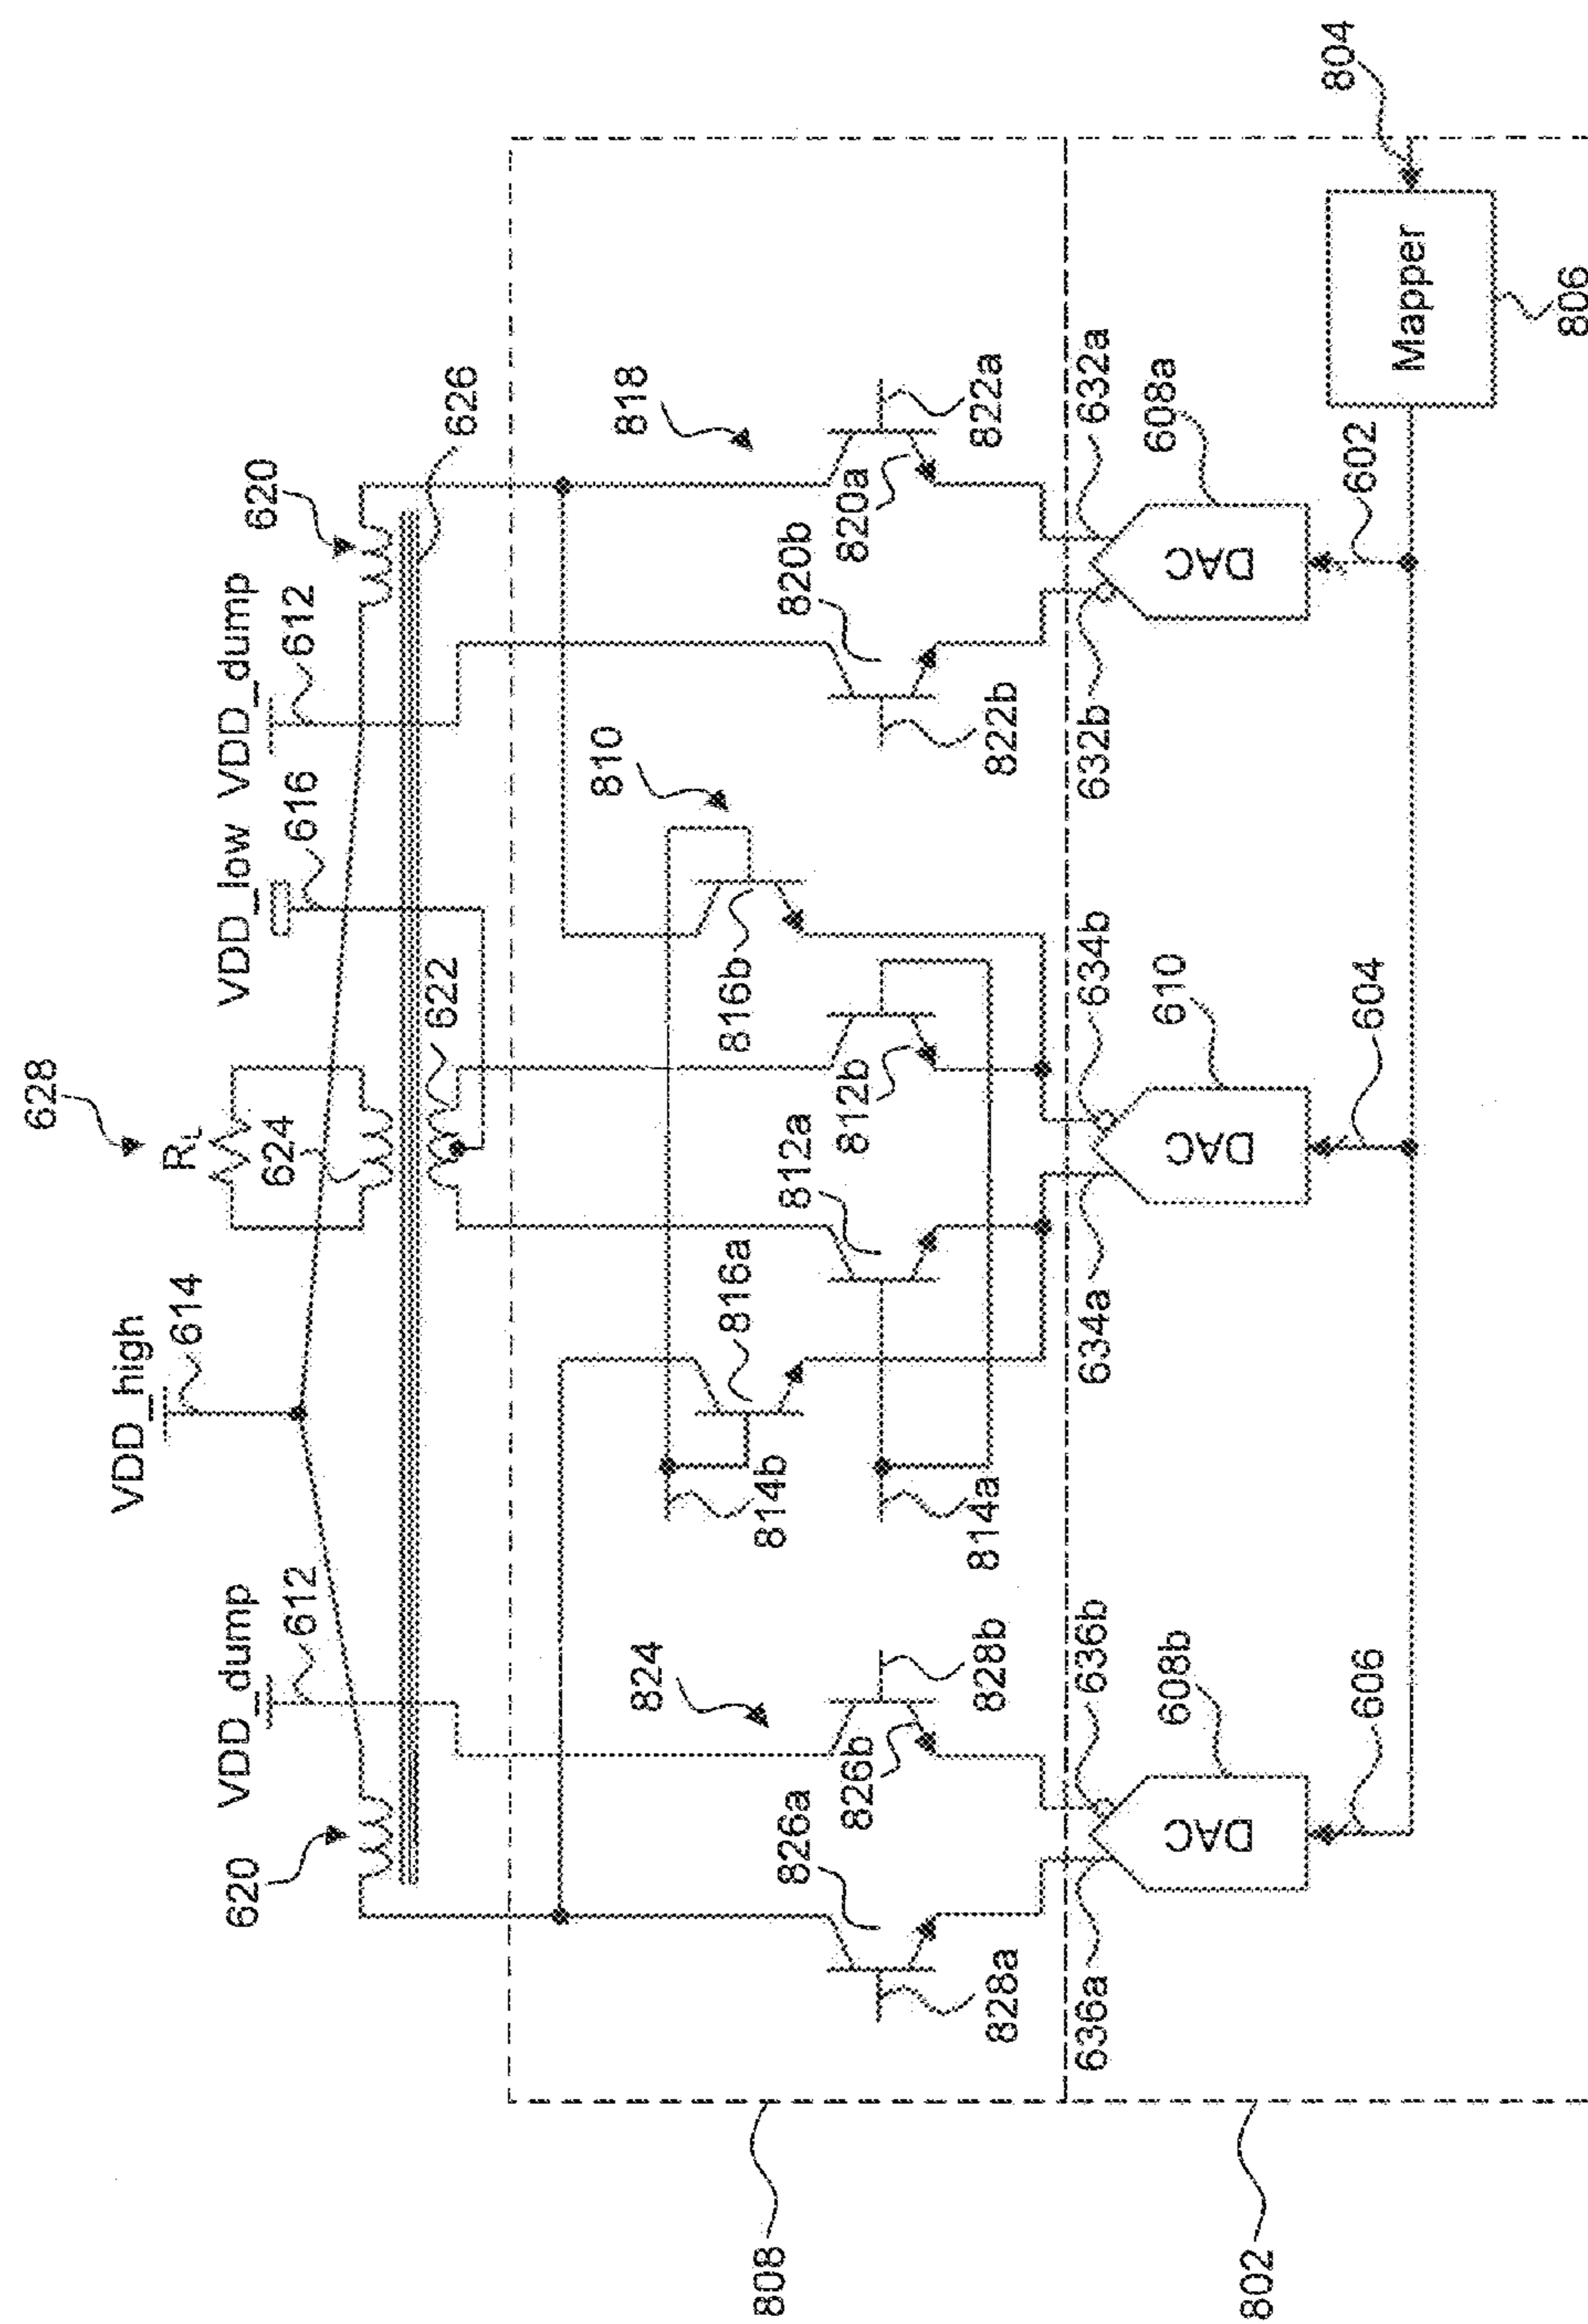 628
R_L
624
VDD_high
614
VDD_dump
612
620
VDD_low
616
VDD_dump
612
620
626
622
808
824
826a
828a
826b
828b
816a
814b
814a
812a
812b
816b
810
820b
822b
820a
822a
818
802
636a
636b
634a
634b
632b
632a
DAC
608b
606
DAC
610
604
DAC
608a
602
Mapper
804
806